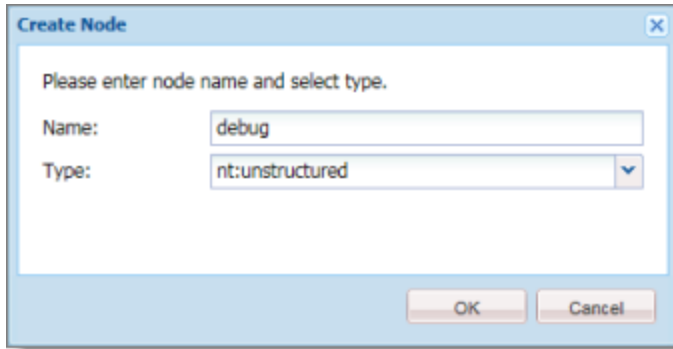 Create Node
Please enter node name and select type.
Name: debug
Type: nt:unstructured
OK Cancel